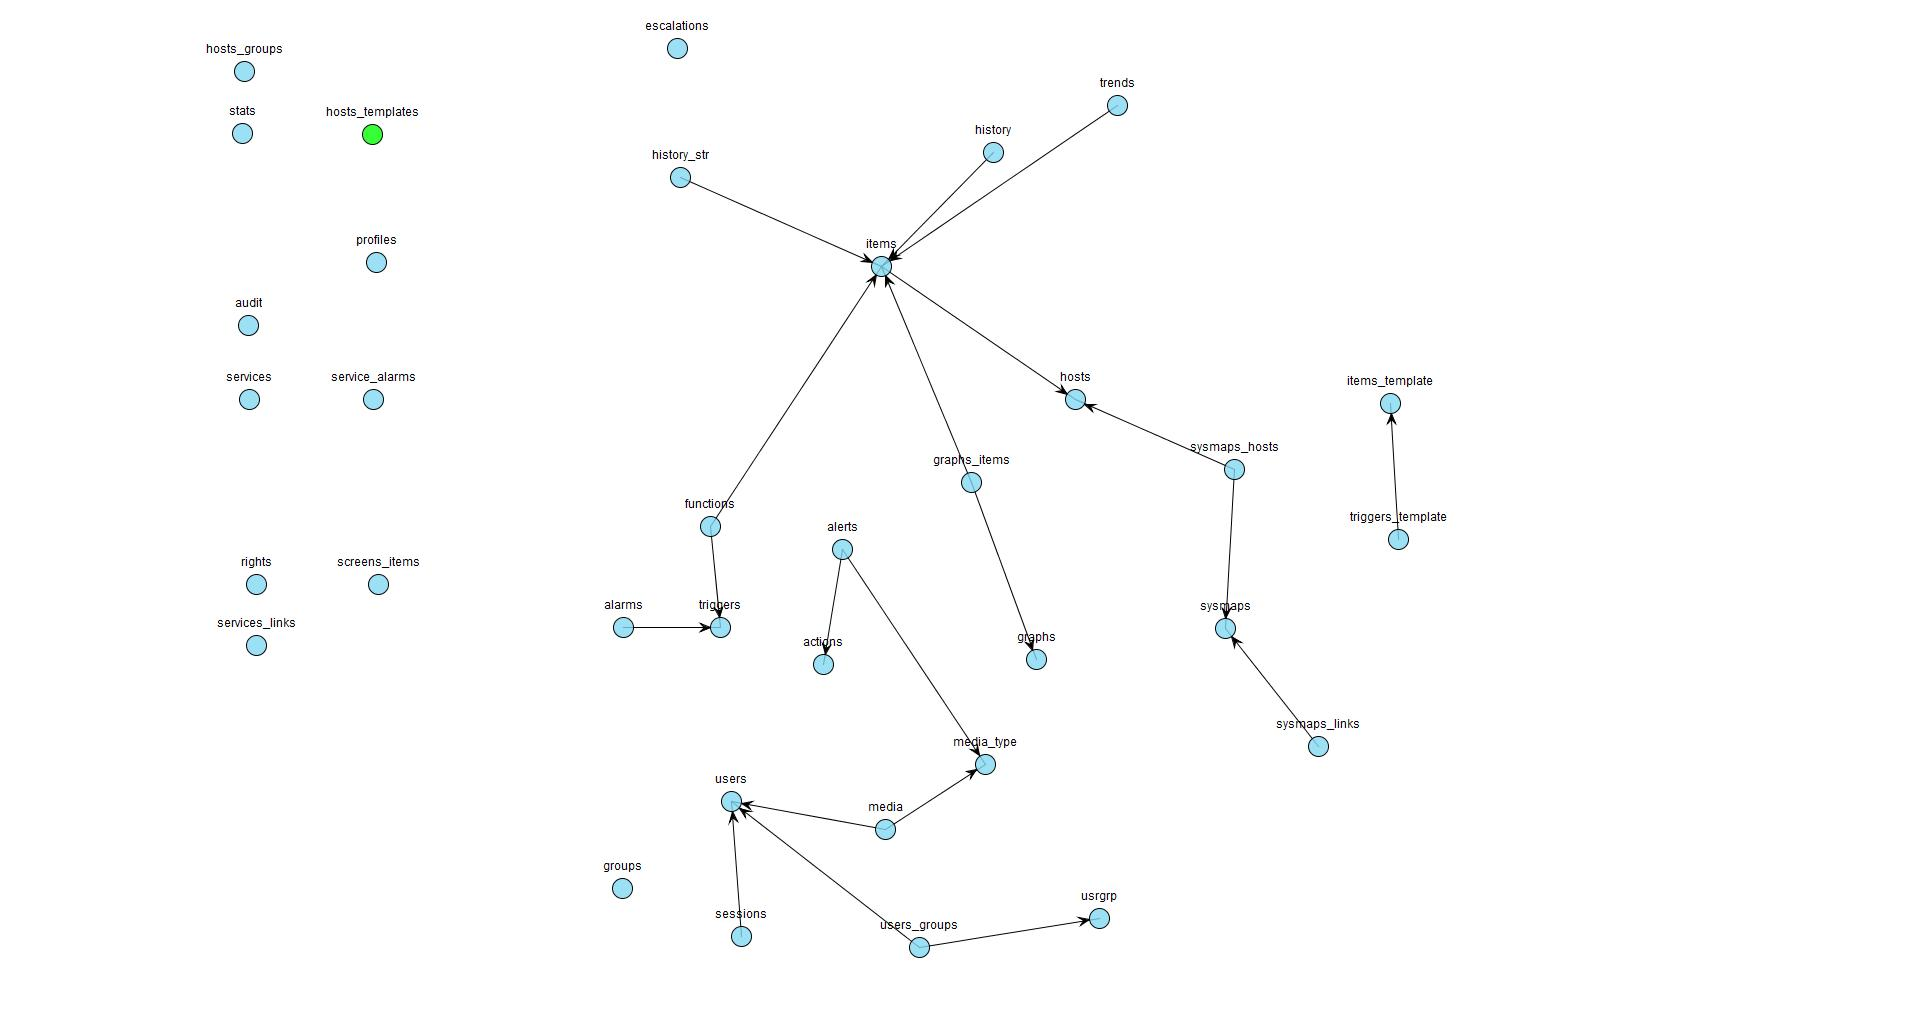 escalations
hosts_groups
trends
stats
hosts_templates
history
history_str
profiles
items
audit
services
service_alarms
hosts
items_template
sysmaps_hosts
graphs_items
functions
triggers_template
alerts
rights
screens_items
alarms
triggers
sysmaps
services_links
actions
graphs
sysmaps_links
media_type
users
media
groups
usrgrp
sessions
users_groups